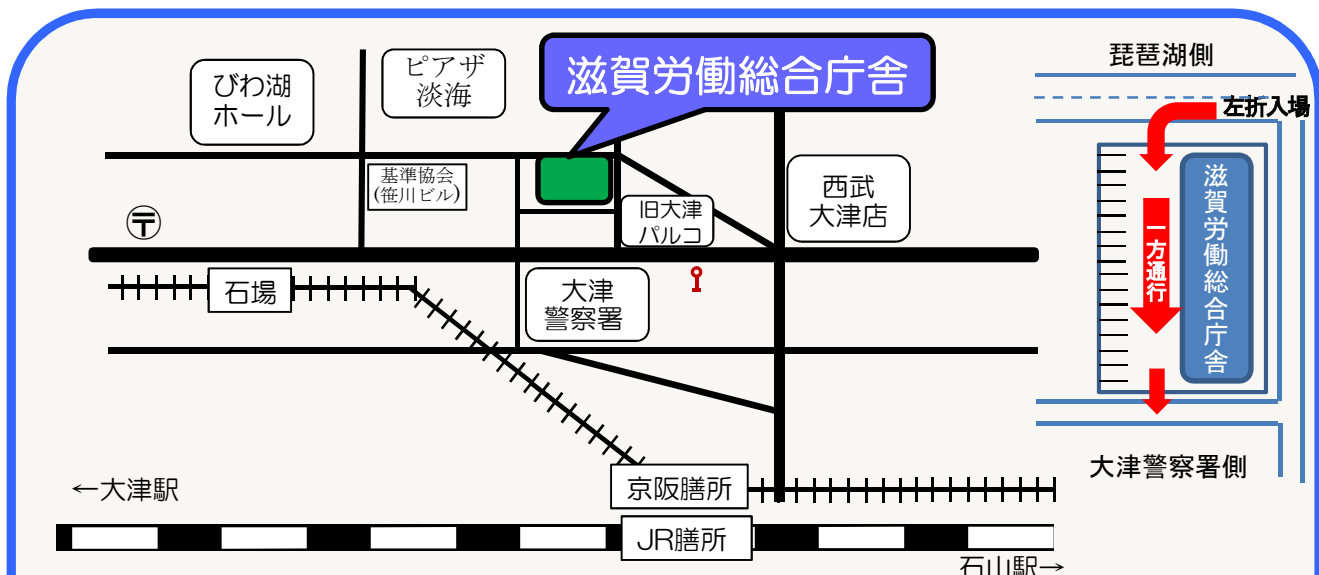 滋賀労働総合庁舎
びわ湖
ホール
ピアザ
淡海
基準協会
(笹川ビル)
旧大津
パルコ
西武
大津店
〒
石場
大津
警察署
京阪膳所
←大津駅
JR膳所
石山駅→
琵琶湖側
左折入場
一方通行
滋賀労働総合庁舎
大津警察署側